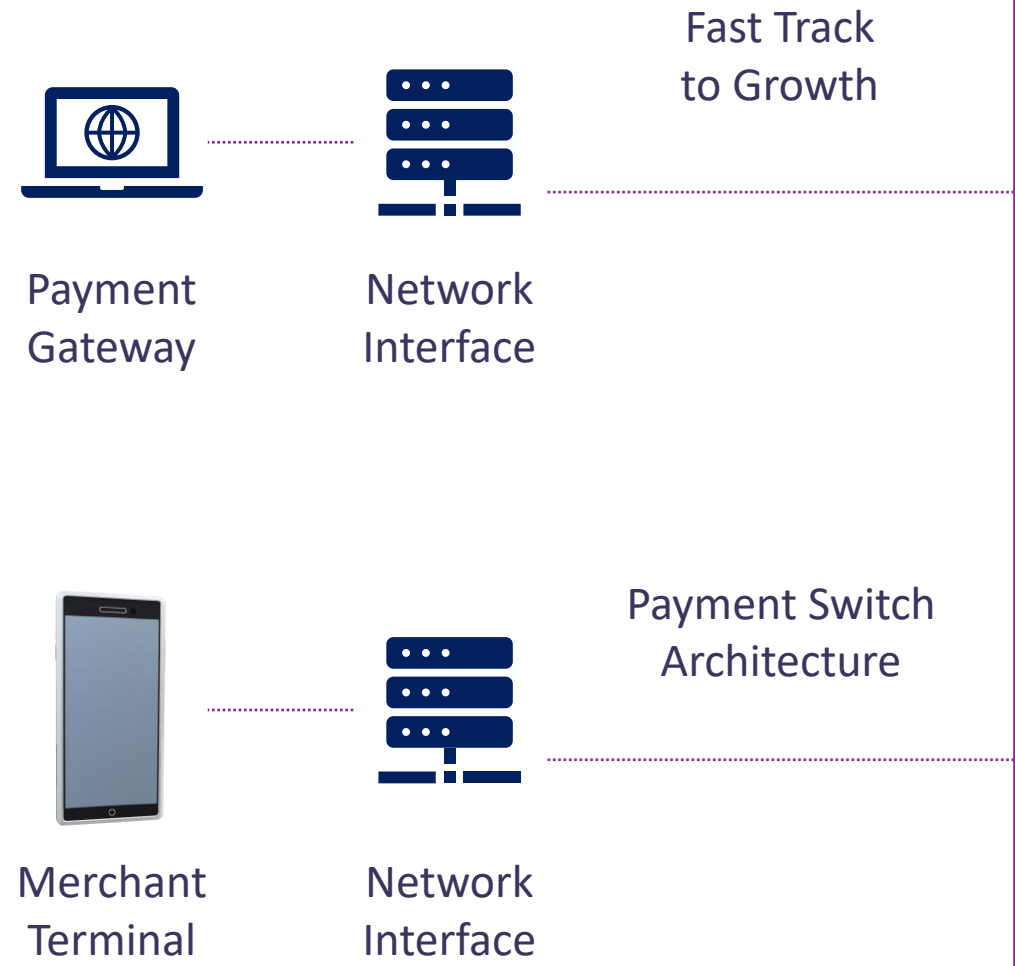 Fast Track
to Growth
Payment
Gateway
Network
Interface
Payment Switch
Architecture
Merchant
Terminal
Network
Interface